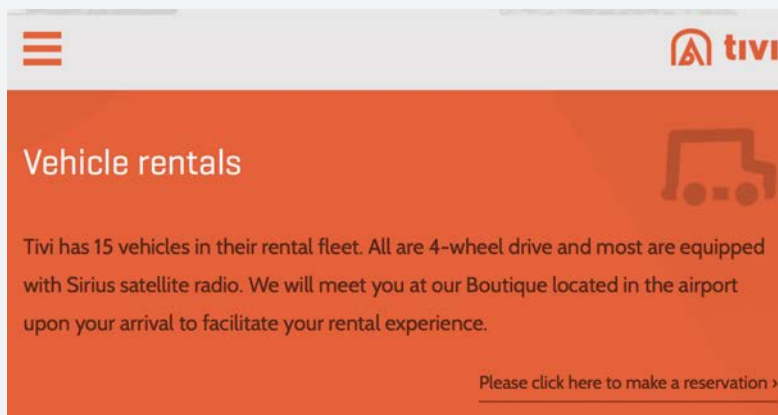 tivi
Vehicle rentals
Tivi has 15 vehicles in their rental fleet. All are 4-wheel drive and most are equipped
with Sirius satellite radio. We will meet you at our Boutique located in the airport
upon your arrival to facilitate your rental experience.
Please click here to make a reservation ›